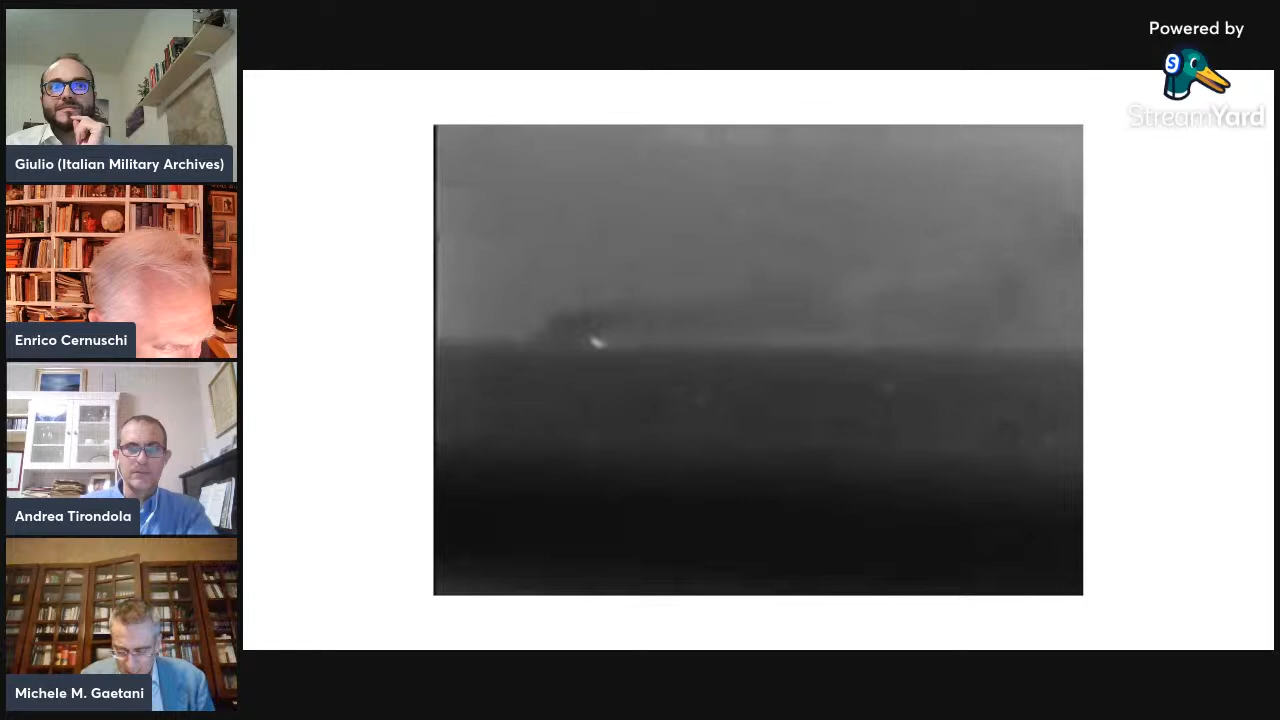 Powered by
StreamYard
Giulio (Italian Military Archives)
Enrico Cernuschi
Andrea Tirondola
Michele M. Gaetani